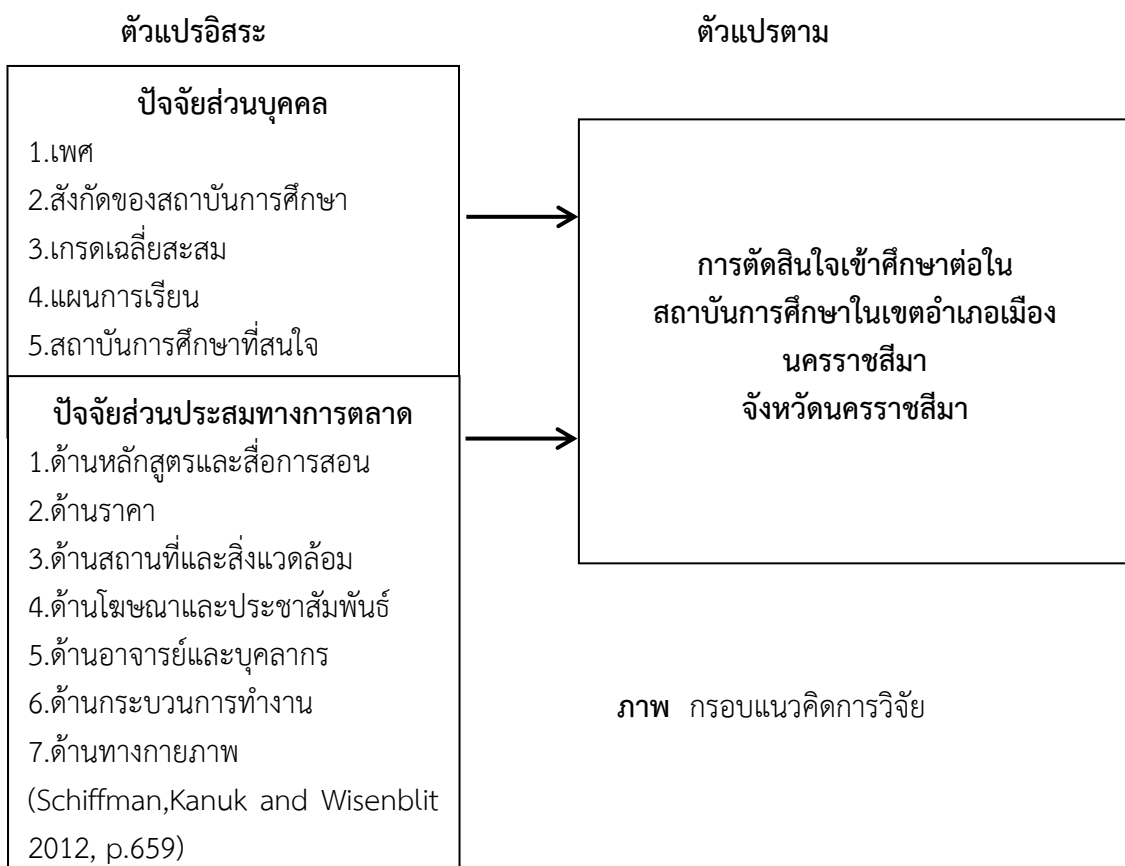 ตัวแปรอิสระ
ตัวแปรตาม
ปัจจัยส่วนบุคคล
1.เพศ
2.สังกัดของสถาบันการศึกษา
3.เกรดเฉลี่ยสะสม
4.แผนการเรียน
5.สถาบันการศึกษาที่สนใจ
ปัจจัยส่วนประสมทางการตลาด
1.ด้านหลักสูตรและสื่อการสอน
2.ด้านราคา
3.ด้านสถานที่และสิ่งแวดล้อม
4.ด้านโฆษณาและประชาสัมพันธ์
5.ด้านอาจารย์และบุคลากร
6.ด้านกระบวนการทำงาน
7.ด้านทางกายภาพ
(Schiffman,Kanuk and Wisenblit
2012, p.659)
การตัดสินใจเข้าศึกษาต่อใน
สถาบันการศึกษาในเขตอำเภอเมือง
นครราชสีมา
จังหวัดนครราชสีมา
ภาพ กรอบแนวคิดการวิจัย